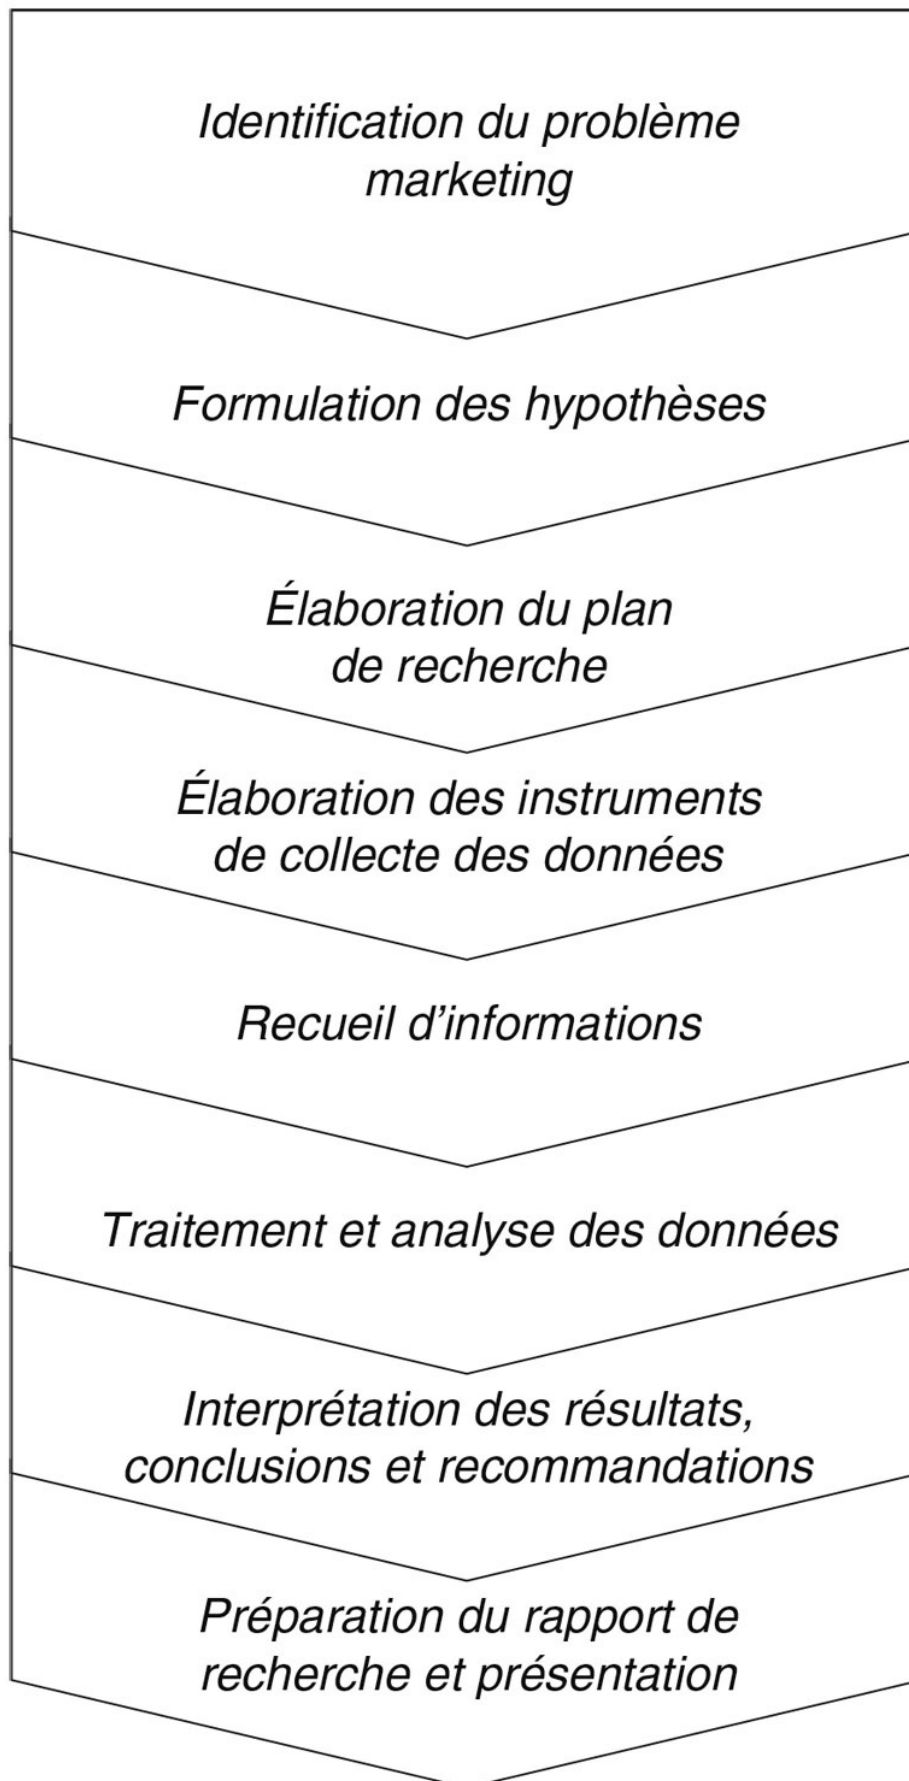 Identification du problème
marketing
Formulation des hypothèses
Élaboration du plan
de recherche
Élaboration des instruments
de collecte des données
Recueil d’informations
Traitement et analyse des données
Interprétation des résultats,
conclusions et recommandations
Préparation du rapport de
recherche et présentation